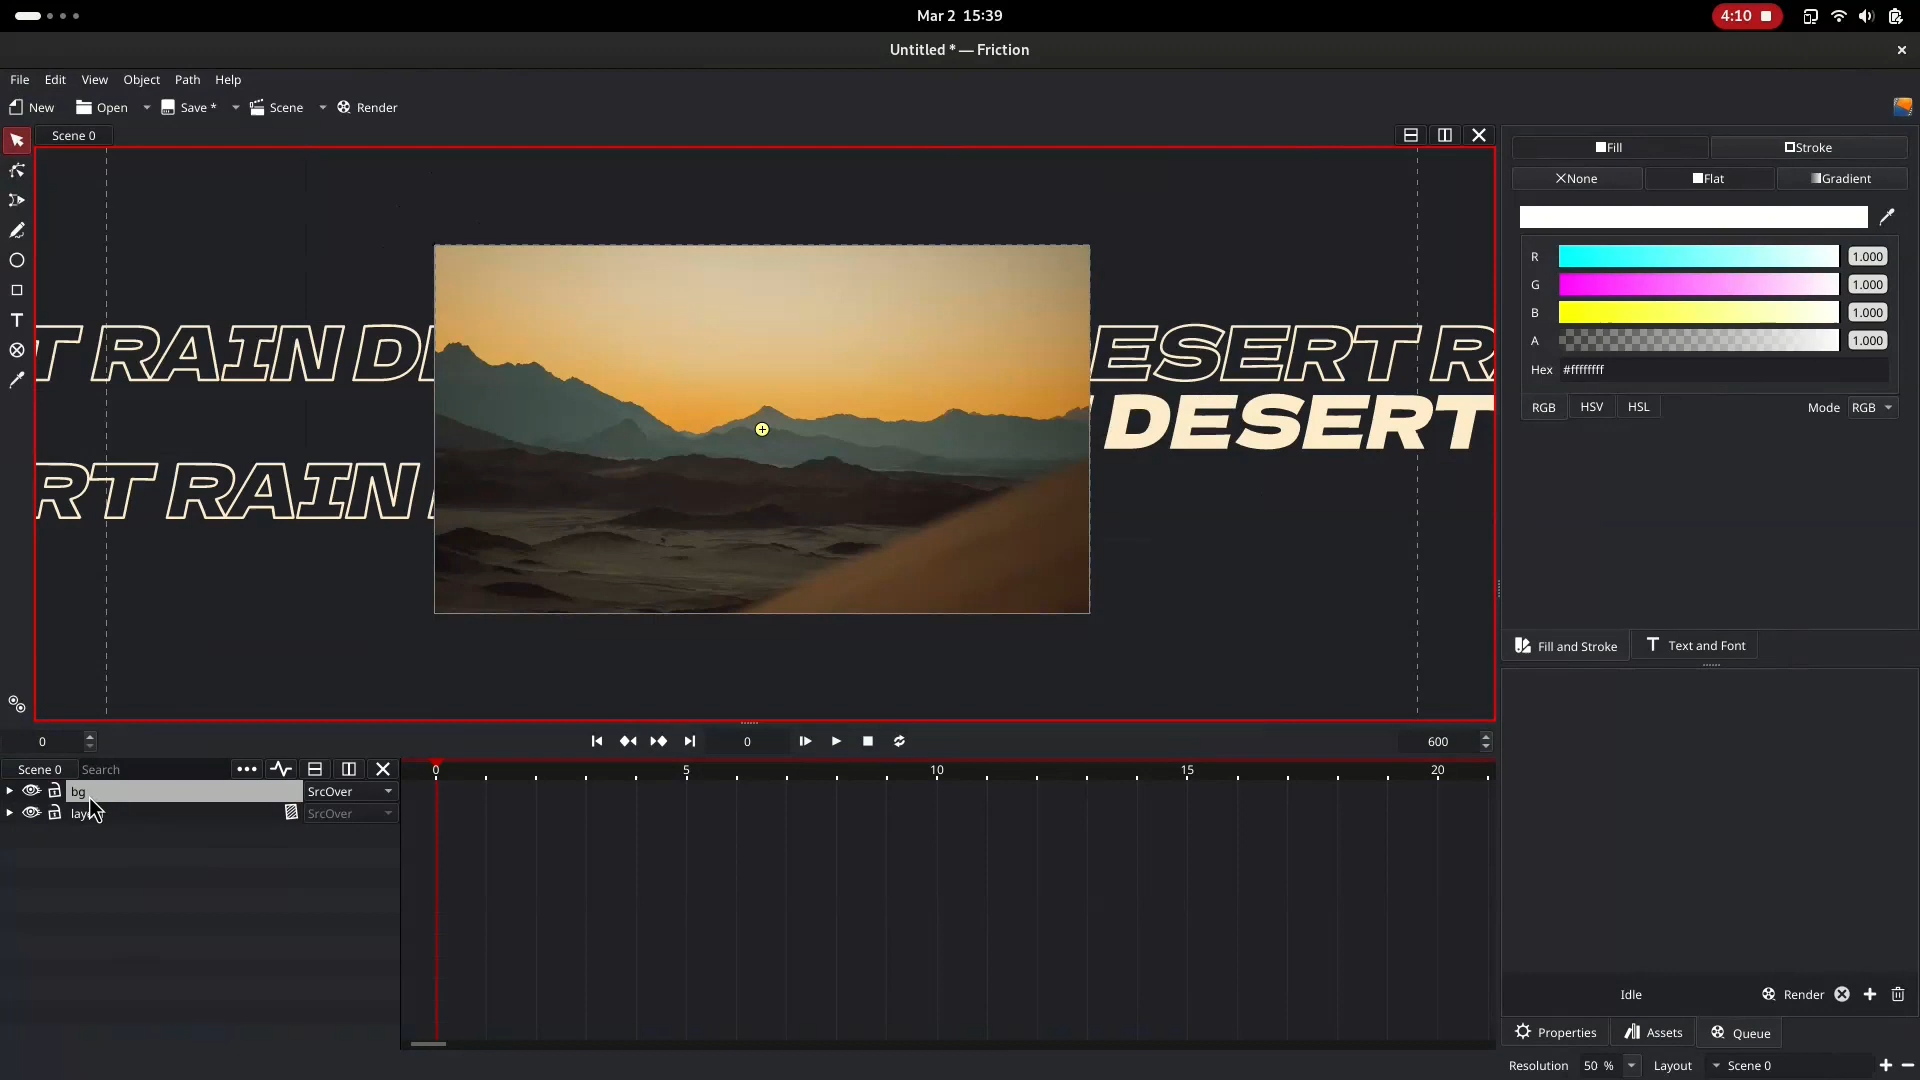 Mar 2 15:39
4:10
Untitled * — Friction
File Edit View Object Path Help
New Open Save * Scene Render
Scene 0
Fill Stroke
None Flat Gradient
R 1.000
G 1.000
B 1.000
A 1.000
Hex #ffffffff
RGB HSV HSL Mode RGB
T RAIN D
ESERT R
DESERT
RT RAIN
Fill and Stroke Text and Font
0 0 600
Scene 0 Search
0 5 10 15 20
bg SrcOver
SrcOver
Idle Render
Properties Assets Queue
Resolution 50 % Layout Scene 0